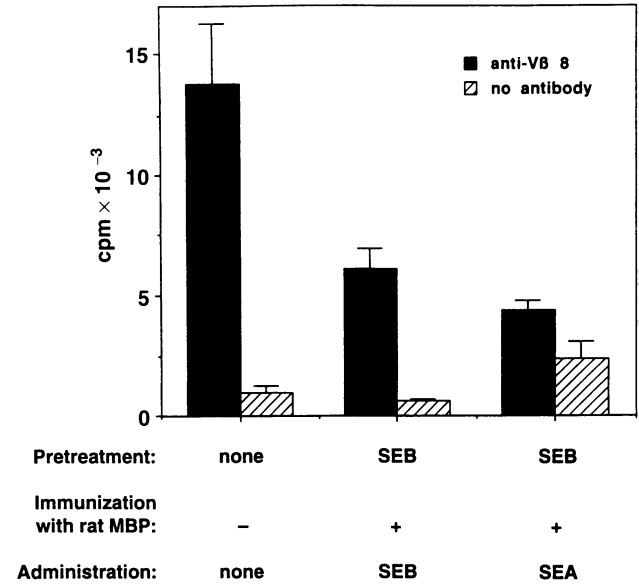 15
10
5
0
cpm × 10 ⁻³
anti-Vß 8
no antibody
Pretreatment: none SEB SEB
Immunization
with rat MBP: – + +
Administration: none SEB SEA